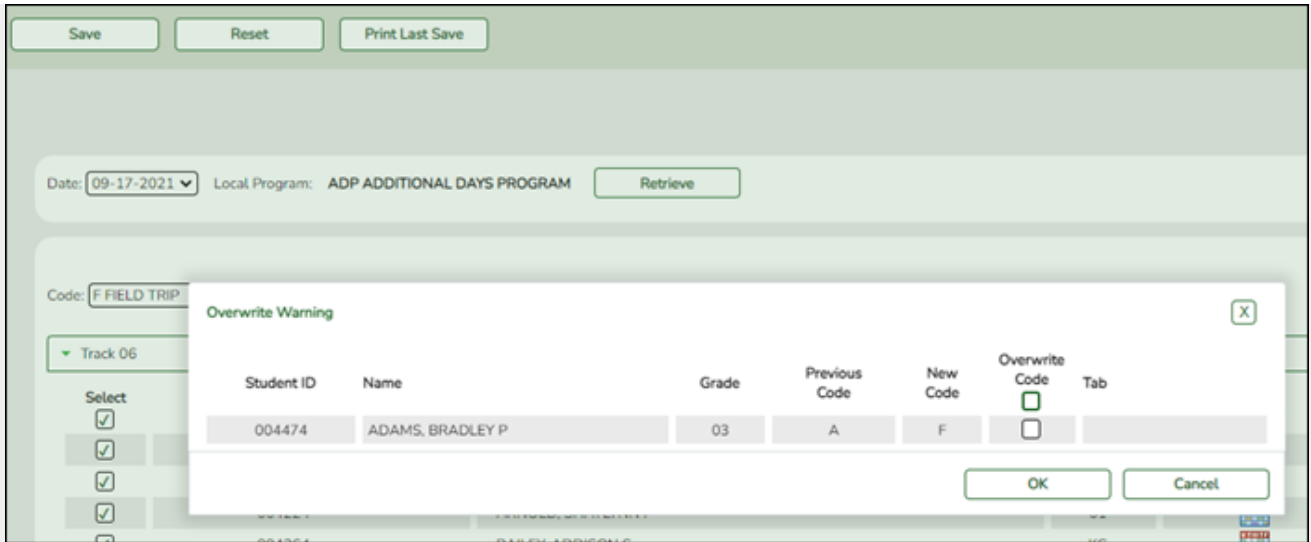 Save Reset Print Last Save
Date: 09-17-2021 Local Program: ADP ADDITIONAL DAYS PROGRAM Retrieve
Code: F FIELD TRIP
Overwrite Warning X
Track 06
Select
Student ID Name Grade Previous Code New Code Overwrite Code Tab
004474 ADAMS, BRADLEY P 03 A F
OK Cancel